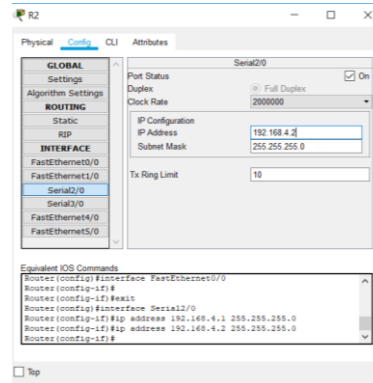 R2
Physical Config CLI Attributes
GLOBAL
Settings
Algorithm Settings
ROUTING
Static
RIP
INTERFACE
FastEthernet0/0
FastEthernet1/0
Serial2/0
Serial3/0
FastEthernet4/0
FastEthernet5/0
Serial2/0
Port Status On
Duplex Full Duplex
Clock Rate 2000000
IP Configuration
IP Address 192.168.4.2
Subnet Mask 255.255.255.0
Tx Ring Limit 10
Equivalent IOS Commands
Router(config)#interface FastEthernet0/0
Router(config-if)#
Router(config-if)#exit
Router(config)#interface Serial2/0
Router(config-if)#ip address 192.168.4.1 255.255.255.0
Router(config-if)#ip address 192.168.4.2 255.255.255.0
Router(config-if)#
Top